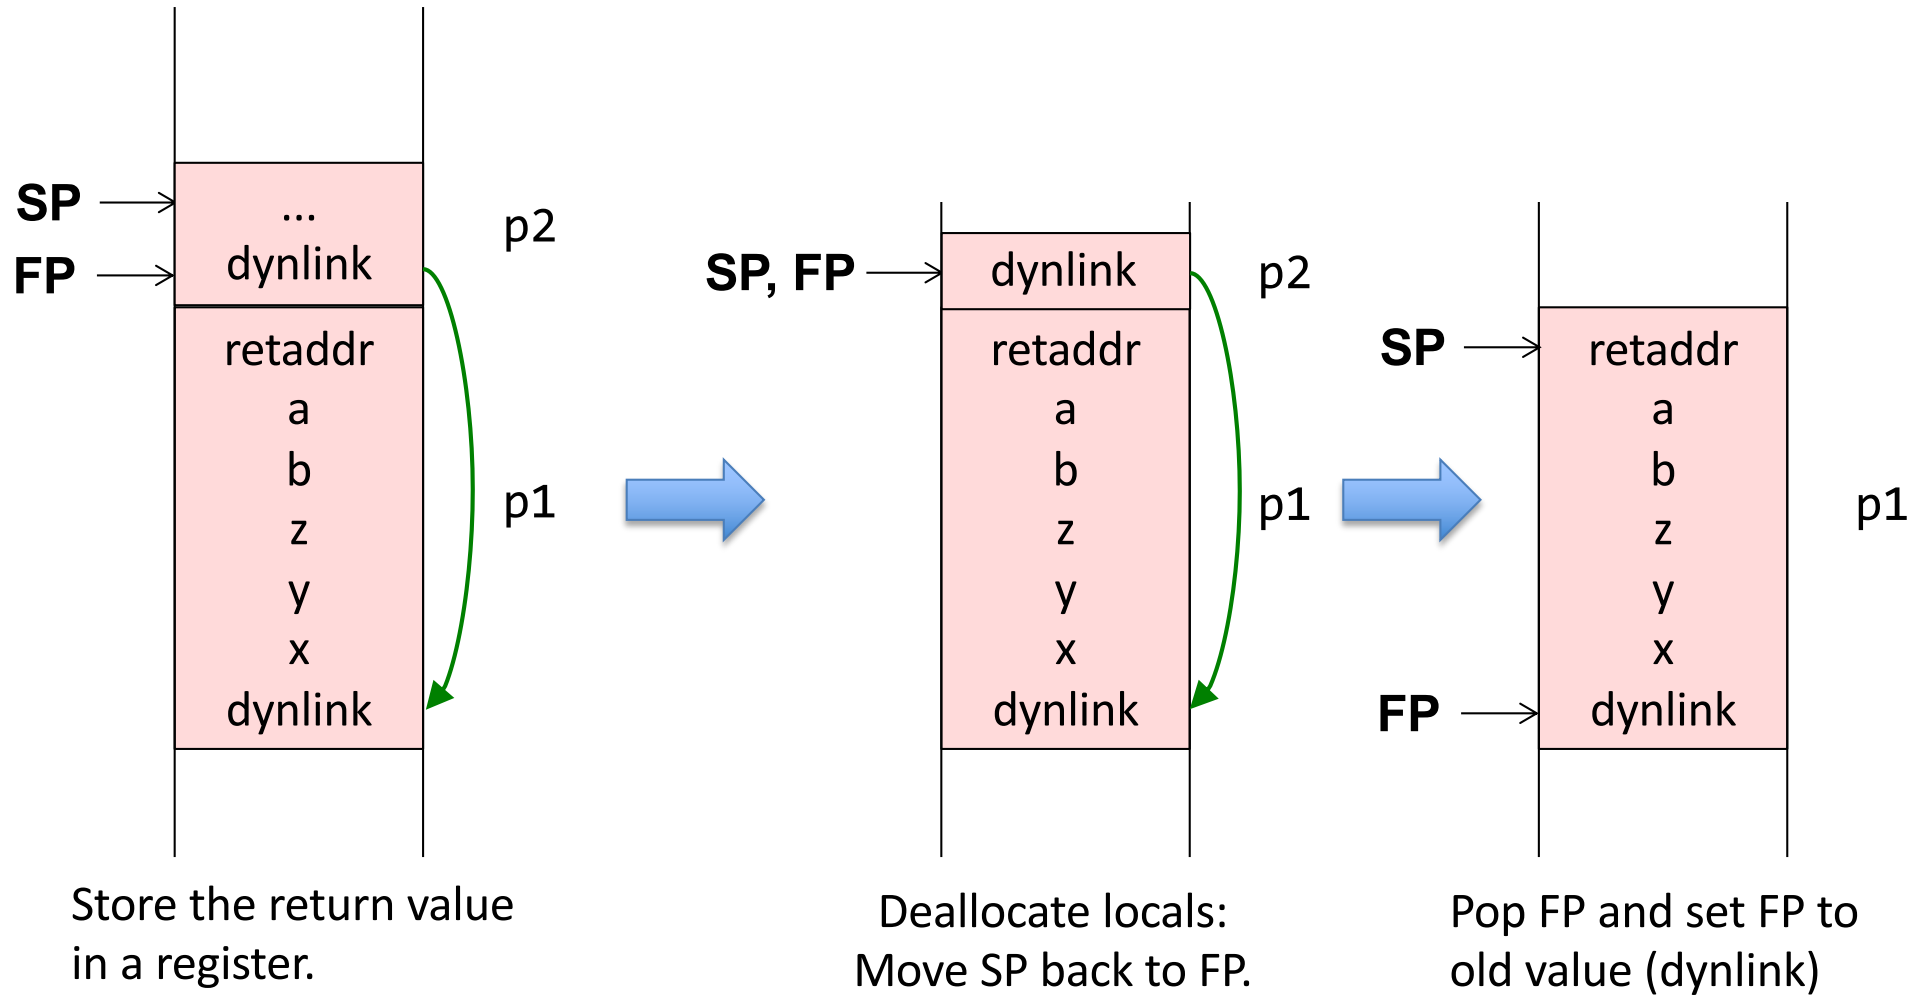 SP
FP
...
dynlink
p2
retaddr
a
b
z
y
x
dynlink
p1
Store the return value
in a register.
SP, FP
dynlink
p2
retaddr
a
b
z
y
x
dynlink
p1
Deallocate locals:
Move SP back to FP.
SP
FP
retaddr
a
b
z
y
x
dynlink
p1
Pop FP and set FP to
old value (dynlink)